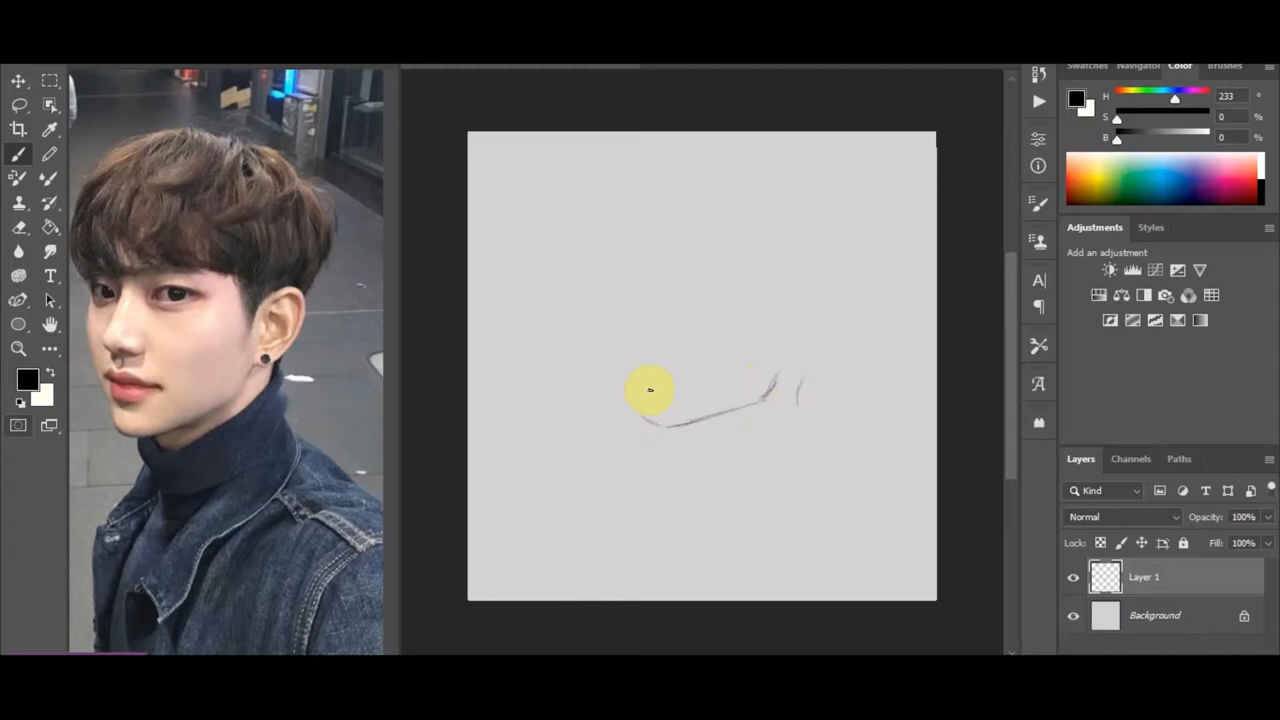 Swatches Navigator Color Brushes
H 233 °
S 0 %
B 0 %
Adjustments Styles
Add an adjustment
Layers Channels Paths
Kind
Normal Opacity: 100%
Lock: Fill: 100%
Layer 1
Background